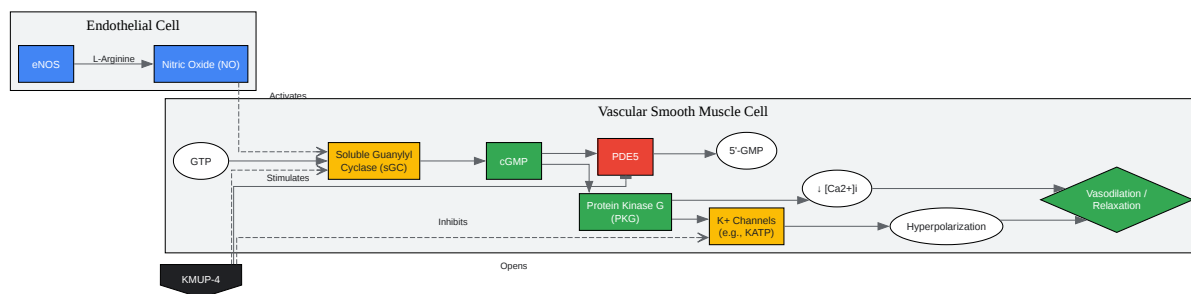 Endothelial Cell
eNOS
L-Arginine
Nitric Oxide (NO)
Activates
Vascular Smooth Muscle Cell
GTP
Soluble Guanylyl
Cyclase (sGC)
cGMP
PDE5
5'-GMP
Stimulates
Protein Kinase G
(PKG)
↓ [Ca2+]i
Vasodilation /
Relaxation
Inhibits
K+ Channels
(e.g., KATP)
Hyperpolarization
Opens
KMUP-4